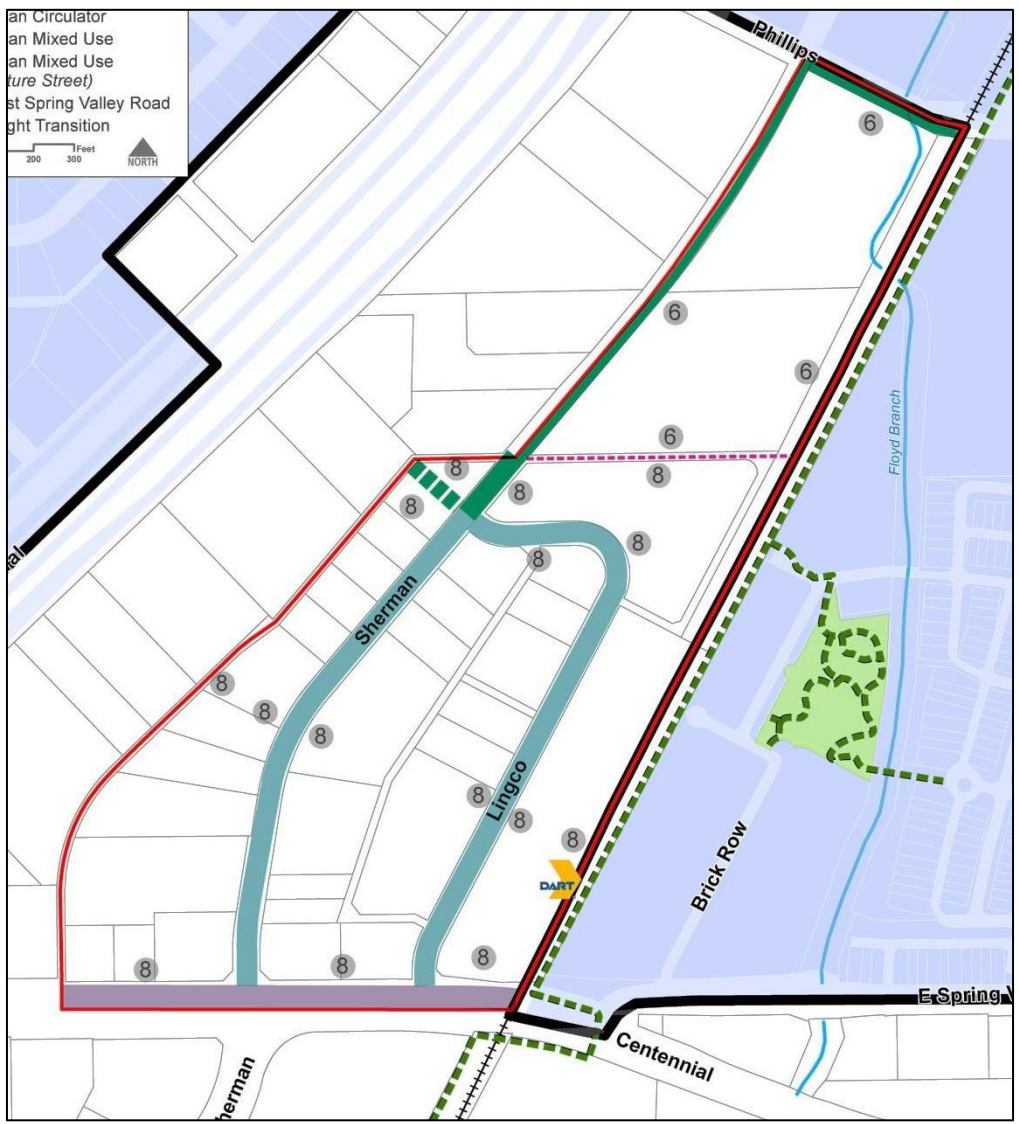 an Circulator
an Mixed Use
an Mixed Use
ture Street)
st Spring Valley Road
ght Transition
Feet
200 300
NORTH
Phillips
6
6
6
6
8
8
8
8
8
8
Floyd Branch
al
Sherman
8
8
8
Lingco
8
8
8
DART
Brick Row
8
8
8
E Spring V
Centennial
herman